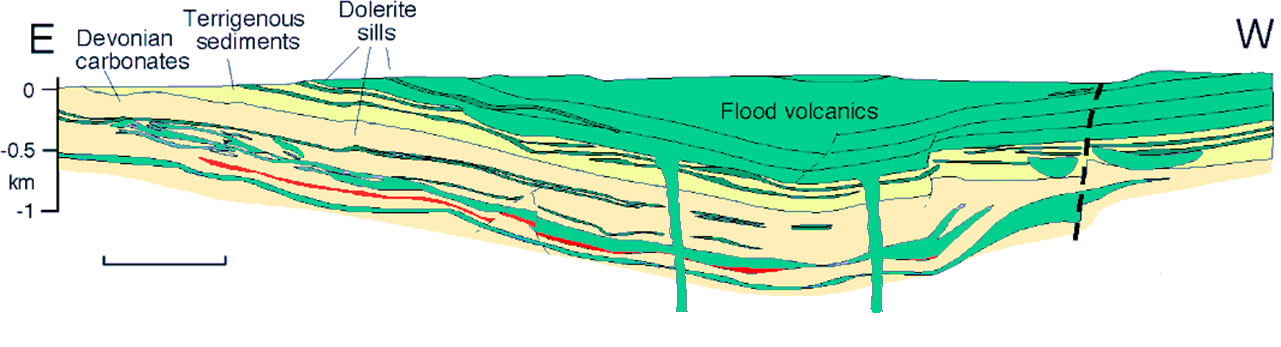 E
W
Devonian
carbonates
Terrigenous
sediments
Dolerite
sills
Flood volcanics
0
-0.5
km
-1